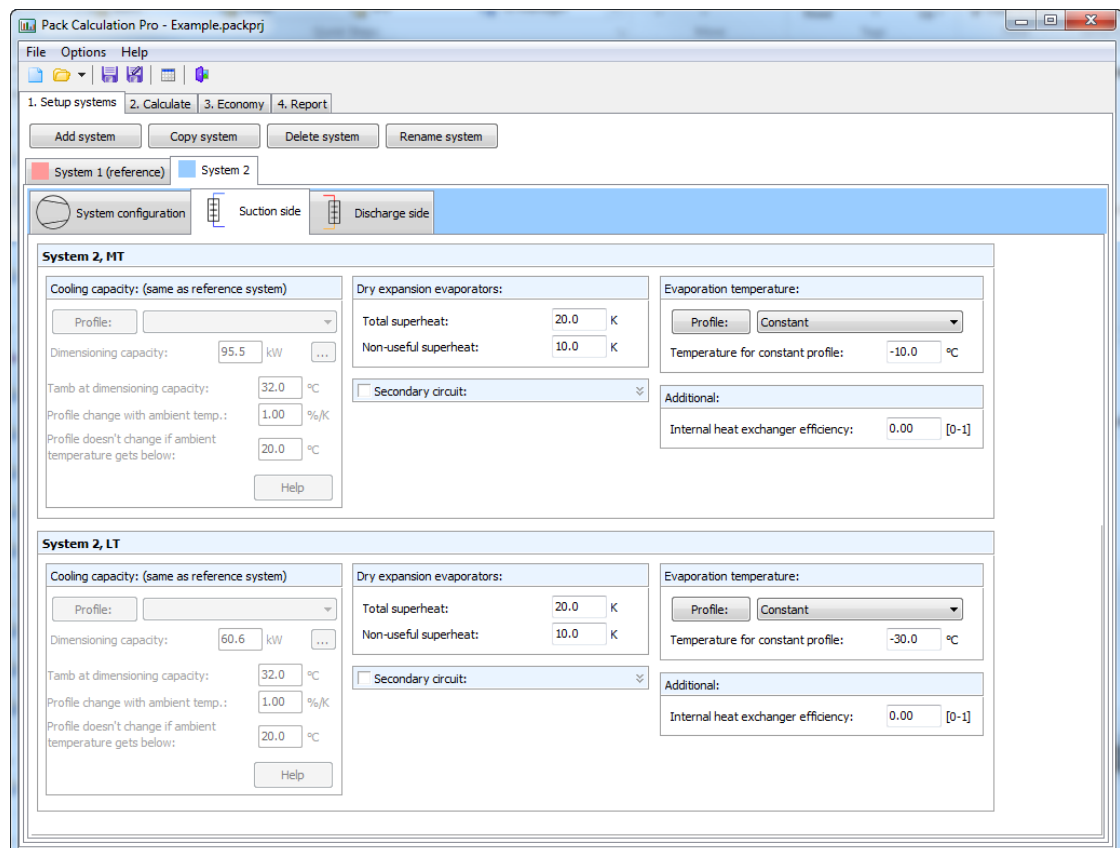 Pack Calculation Pro - Example.packprj
File Options Help
1. Setup systems 2. Calculate 3. Economy 4. Report
Add system Copy system Delete system Rename system
System 1 (reference) System 2
System configuration Suction side Discharge side
System 2, MT
Cooling capacity: (same as reference system) Dry expansion evaporators: Evaporation temperature:
Profile: Total superheat: 20.0 K Profile: Constant
Dimensioning capacity: 95.5 kW ... Non-useful superheat: 10.0 K Temperature for constant profile: -10.0 ºC
Tamb at dimensioning capacity: 32.0 ºC Secondary circuit: Additional:
Profile change with ambient temp.: 1.00 %/K Internal heat exchanger efficiency: 0.00 [0-1]
Profile doesn't change if ambient
temperature gets below: 20.0 ºC
Help
System 2, LT
Cooling capacity: (same as reference system) Dry expansion evaporators: Evaporation temperature:
Profile: Total superheat: 20.0 K Profile: Constant
Dimensioning capacity: 60.6 kW ... Non-useful superheat: 10.0 K Temperature for constant profile: -30.0 ºC
Tamb at dimensioning capacity: 32.0 ºC Secondary circuit: Additional:
Profile change with ambient temp.: 1.00 %/K Internal heat exchanger efficiency: 0.00 [0-1]
Profile doesn't change if ambient
temperature gets below: 20.0 ºC
Help